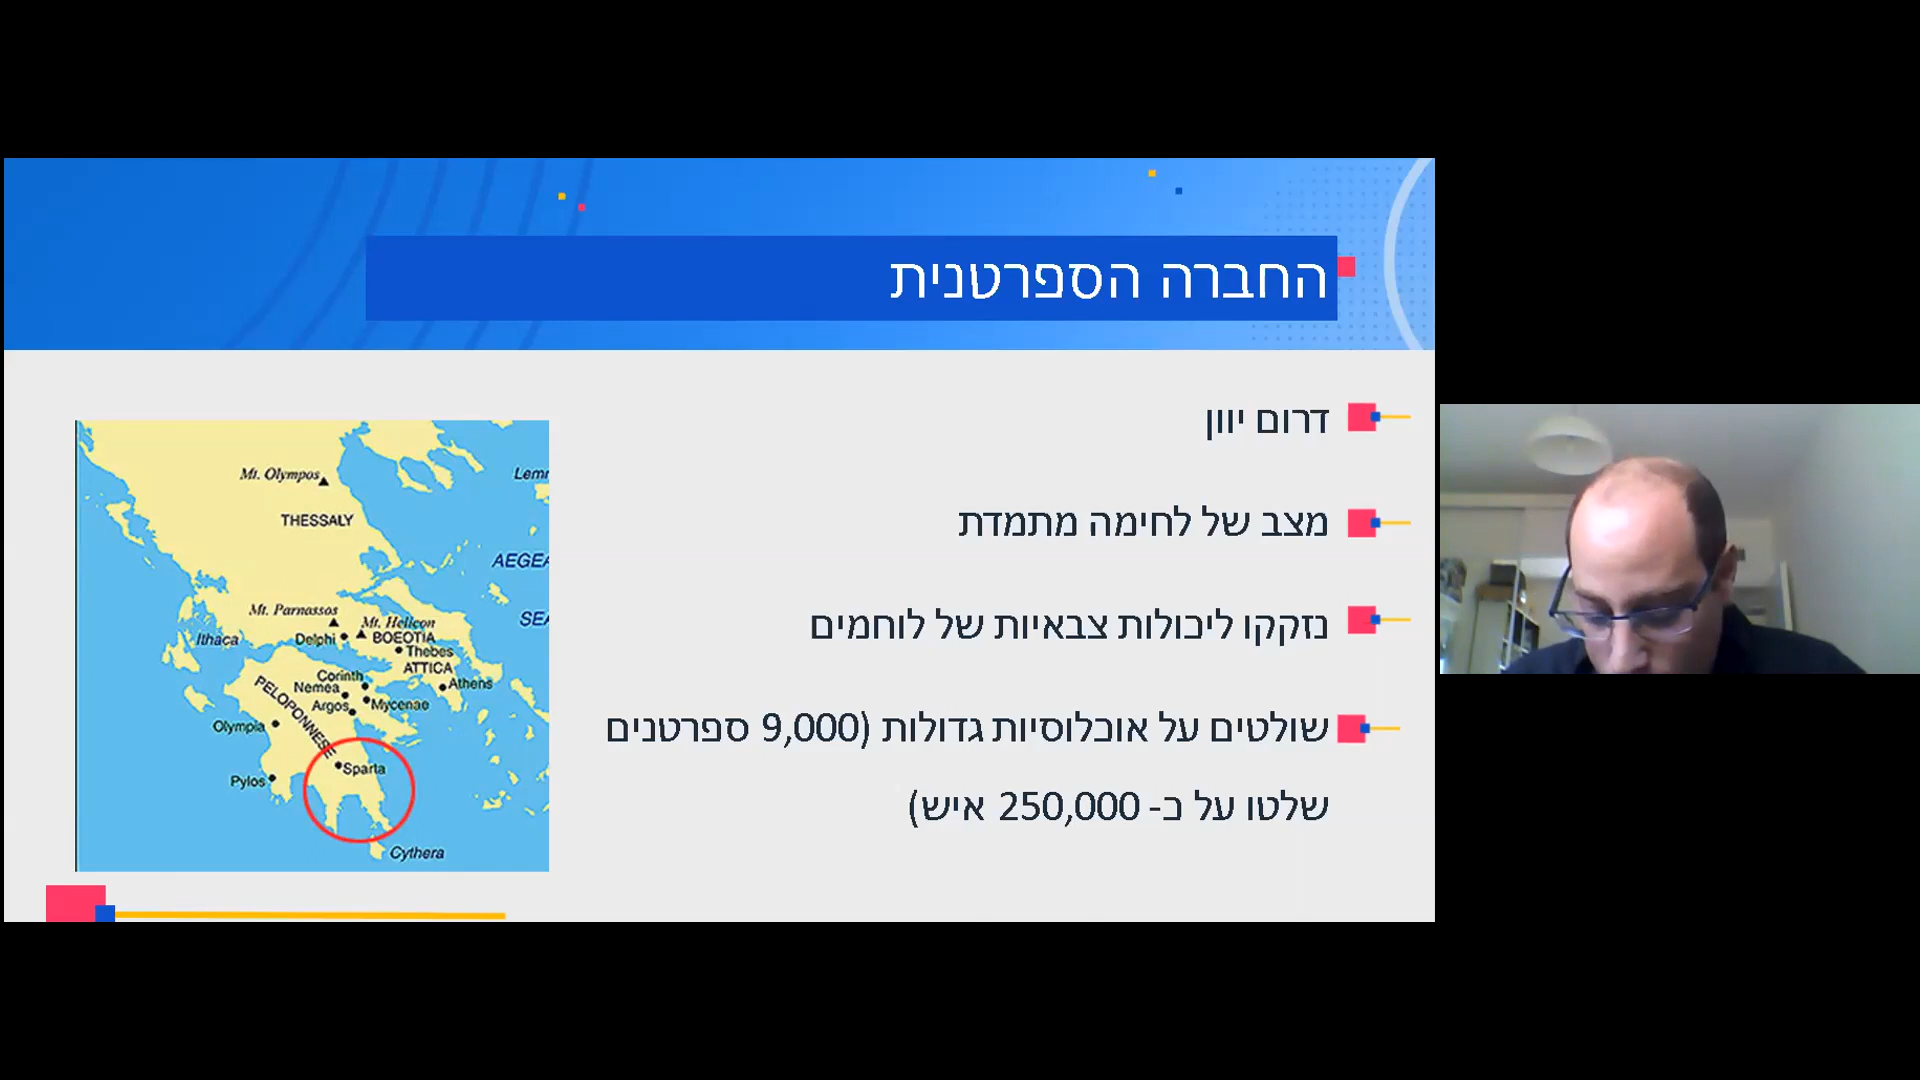 החברה הספרטנית
דרום יוון
מצב של לחימה מתמדת
נזקקו ליכולות צבאיות של לוחמים
שולטים על אוכלוסיות גדולות (9,000 ספרטנים
שלטו על כ- 250,000 איש)
Mt. Olympos
Lemn
THESSALY
AEGEA
Mt. Parnassos
SEA
Mt. Helicon
Ithaca
Delphi
BOEOTIA
Thebes
ATTICA
Corinth
Athens
Nemea
PELOPONNESE
Argos
Mycenae
Olympia
Sparta
Pylos
Cythera